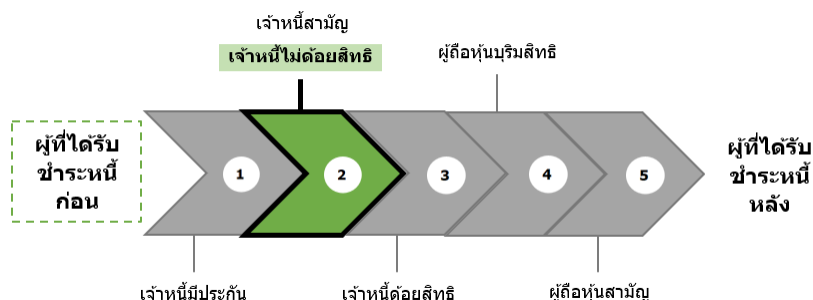 เจ้าหนี้สามัญ
เจ้าหนี้ไม่ด้อยสิทธิ
ผู้ถือหุ้นบุริมสิทธิ
ผู้ที่ได้รับ
ชำระหนี้
ก่อน
1
2
3
4
5
ผู้ที่ได้รับ
ชำระหนี้
หลัง
เจ้าหนี้มีประกัน
เจ้าหนี้ด้อยสิทธิ
ผู้ถือหุ้นสามัญ